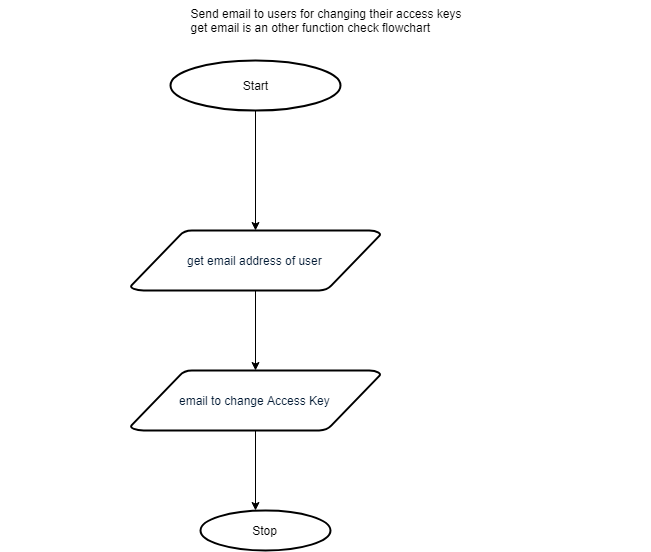 Send email to users for changing their access keys
get email is an other function check flowchart
Start
get email address of user
email to change Access Key
Stop